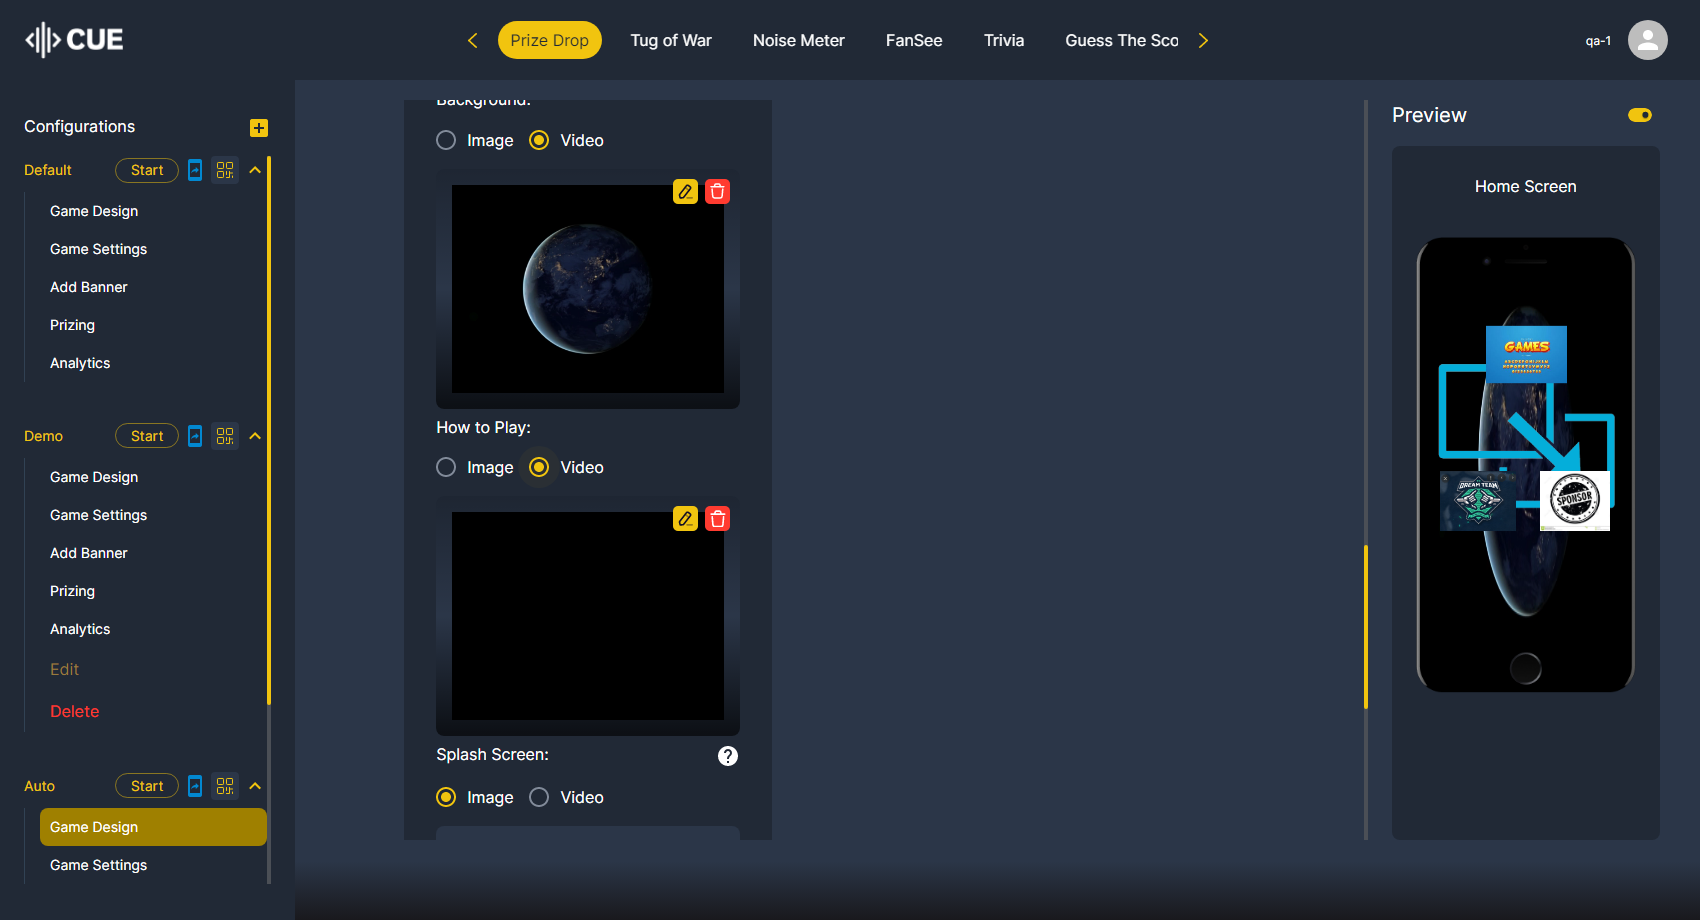 CUE
Prize Drop
Tug of War
Noise Meter
FanSee
Trivia
Guess The Sco
qa-1
Configurations
Default
Start
Game Design
Game Settings
Add Banner
Prizing
Analytics
Demo
Start
Game Design
Game Settings
Add Banner
Prizing
Analytics
Edit
Delete
Auto
Start
Game Design
Game Settings
Background:
Image
Video
How to Play:
Image
Video
Splash Screen:
?
Image
Video
Preview
Home Screen
GAMES
DREAM TEAM
SPONSOR